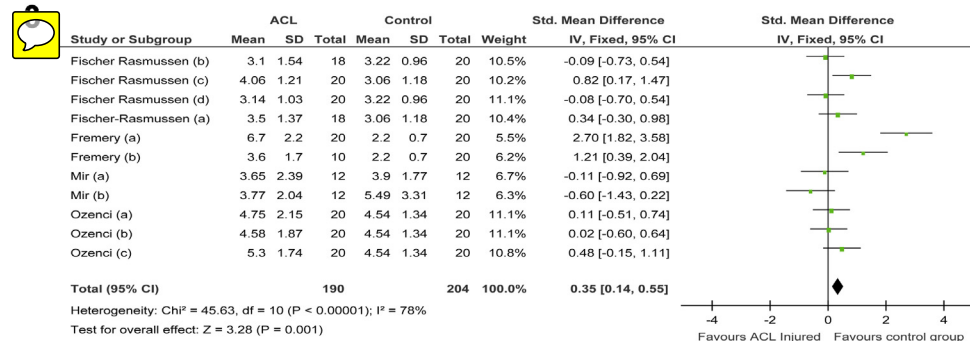 ACL Control Std. Mean Difference Std. Mean Difference
Study or Subgroup Mean SD Total Mean SD Total Weight IV, Fixed, 95% CI IV, Fixed, 95% CI
Fischer Rasmussen (b) 3.1 1.54 18 3.22 0.96 20 10.5% -0.09 [-0.73, 0.54]
Fischer Rasmussen (c) 4.06 1.21 20 3.06 1.18 20 10.2% 0.82 [0.17, 1.47]
Fischer Rasmussen (d) 3.14 1.03 20 3.22 0.96 20 11.1% -0.08 [-0.70, 0.54]
Fischer-Rasmussen (a) 3.5 1.37 18 3.06 1.18 20 10.4% 0.34 [-0.30, 0.98]
Fremery (a) 6.7 2.2 20 2.2 0.7 20 5.5% 2.70 [1.82, 3.58]
Fremery (b) 3.6 1.7 10 2.2 0.7 20 6.2% 1.21 [0.39, 2.04]
Mir (a) 3.65 2.39 12 3.9 1.77 12 6.7% -0.11 [-0.92, 0.69]
Mir (b) 3.77 2.04 12 5.49 3.31 12 6.3% -0.60 [-1.43, 0.22]
Ozenci (a) 4.75 2.15 20 4.54 1.34 20 11.1% 0.11 [-0.51, 0.74]
Ozenci (b) 4.58 1.87 20 4.54 1.34 20 11.1% 0.02 [-0.60, 0.64]
Ozenci (c) 5.3 1.74 20 4.54 1.34 20 10.8% 0.48 [-0.15, 1.11]
Total (95% CI) 190 204 100.0% 0.35 [0.14, 0.55]
Heterogeneity: Chi² = 45.63, df = 10 (P < 0.00001); I² = 78%
Test for overall effect: Z = 3.28 (P = 0.001)
-4 -2 0 2 4
Favours ACL Injured Favours control group